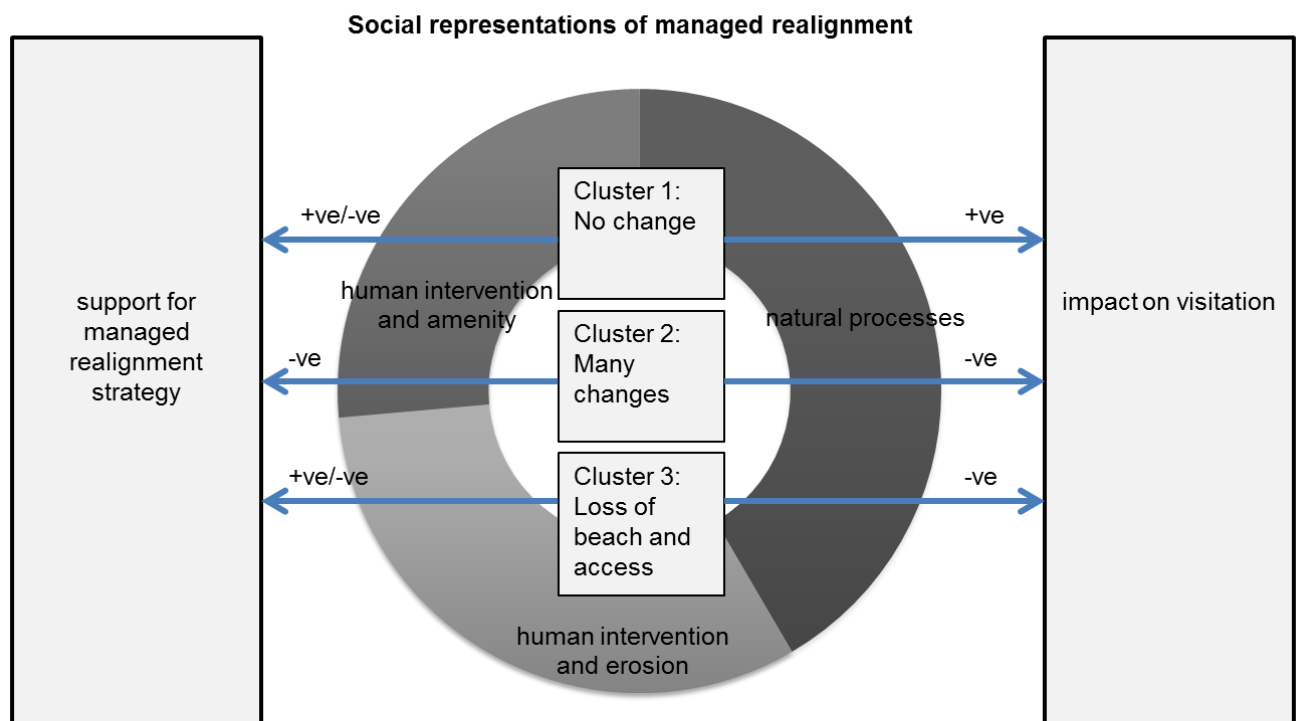 Social representations of managed realignment
support for
managed
realignment
strategy
+ve/-ve
-ve
+ve/-ve
human intervention
and amenity
Cluster 1:
No change
Cluster 2:
Many
changes
Cluster 3:
Loss of
beach and
access
natural processes
human intervention
and erosion
+ve
-ve
-ve
impact on visitation